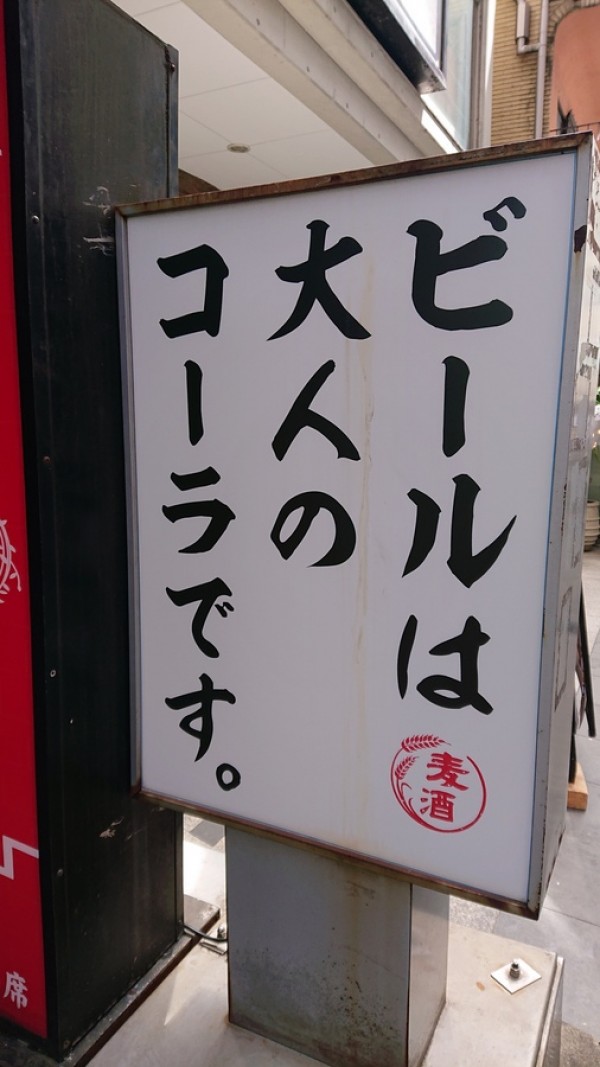 ビールは
大人の
コーラです。
麦酒
席